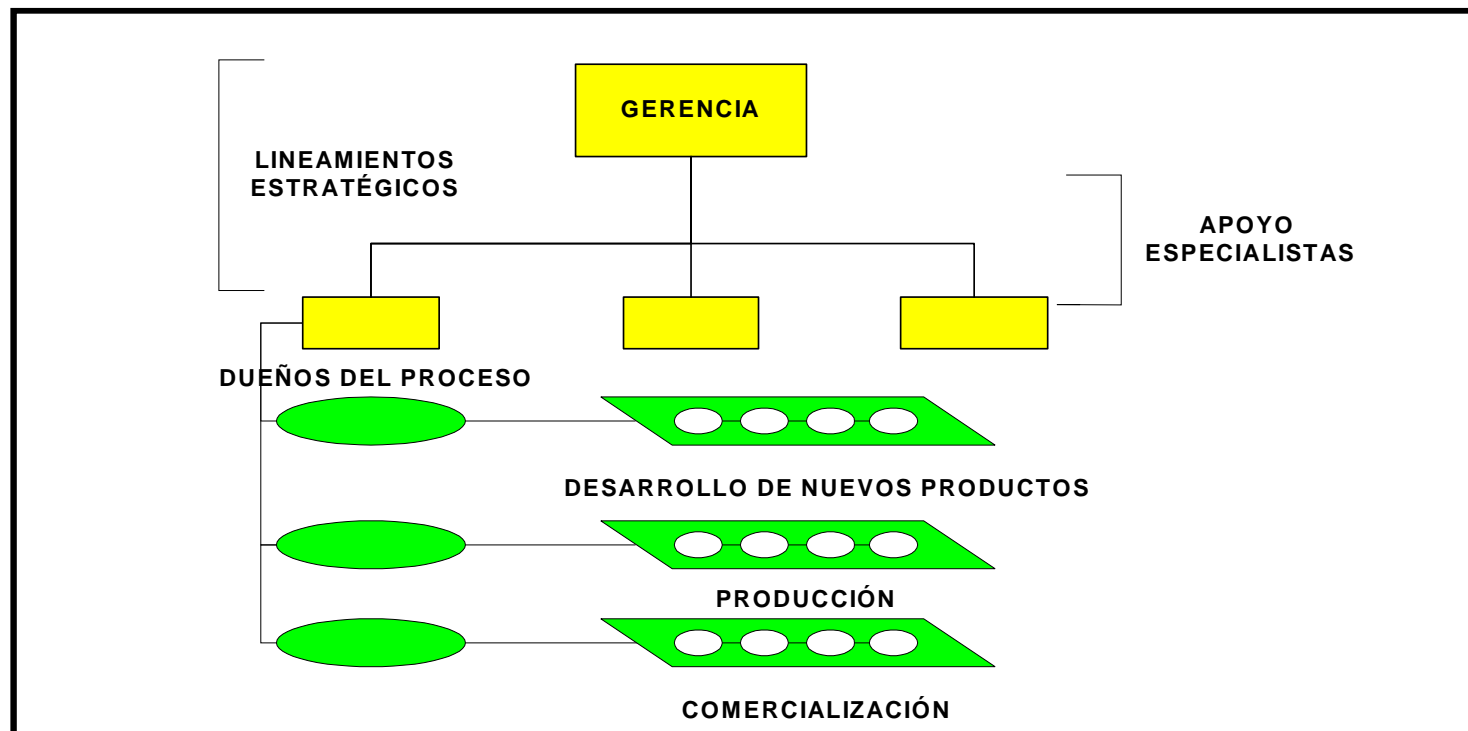 GERENCIA
LINEAMIENTOS
ESTRATÉGICOS
APOYO
ESPECIALISTAS
DUEÑOS DEL PROCESO
DESARROLLO DE NUEVOS PRODUCTOS
PRODUCCIÓN
COMERCIALIZACIÓN